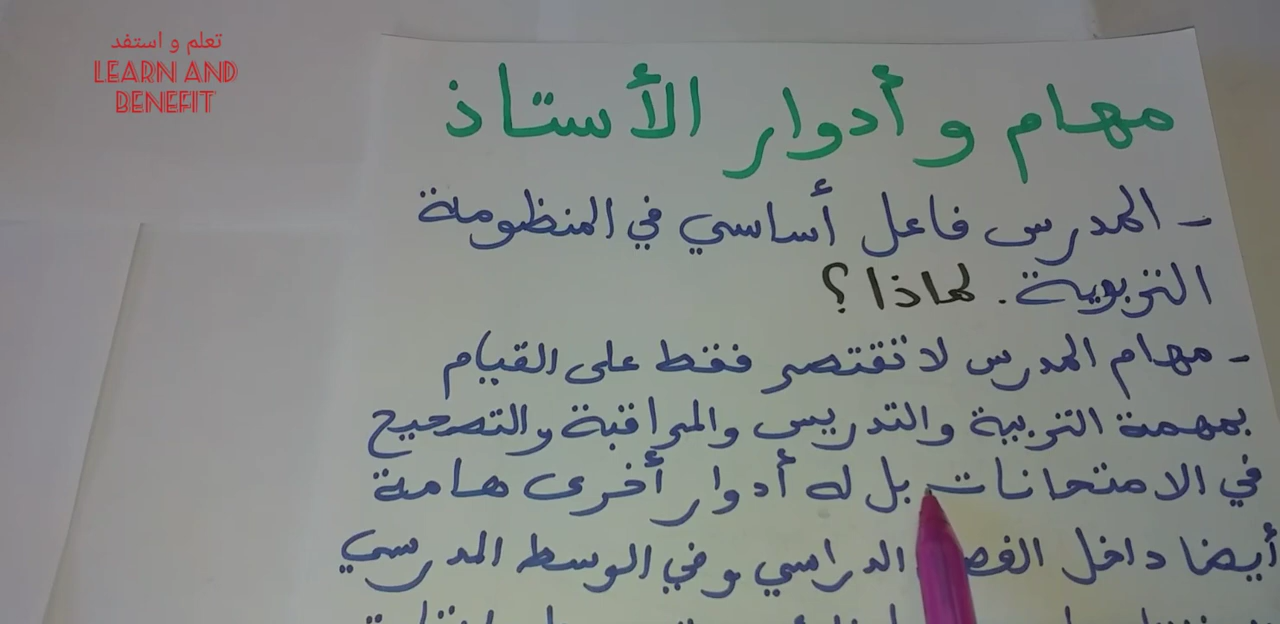 تعلم و استفد
LEARN AND
BENEFIT
مهام و أدوار الأستاذ
- المدرس فاعل أساسي في المنظومة
التربوية. لماذا؟
- مهام المدرس لا تقتصر فقط على القيام
بمهمة التربية والتدريس والمراقبة والتصحيح
في الامتحانات بل له أدوار أخرى هامة
أيضا داخل الفصل الدراسي وفي الوسط المدرسي